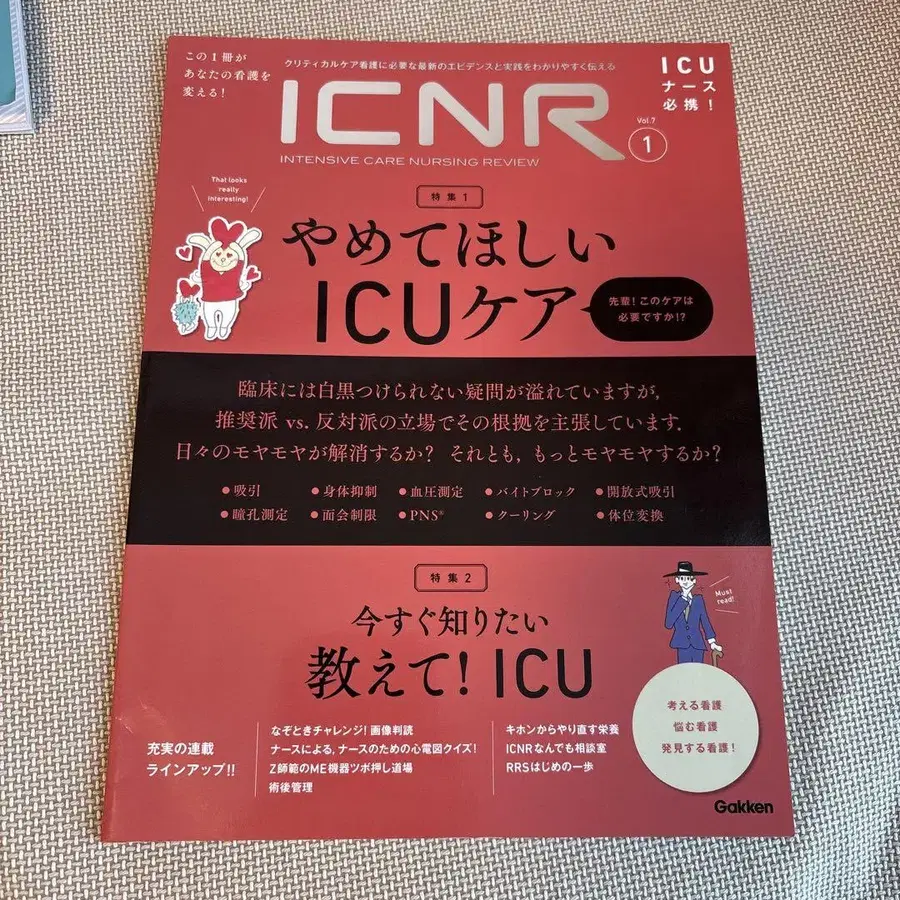 この1冊が
あなたの看護を
変える!
クリティカルケア看護に必要な最新のエビデンスと実践をわかりやすく伝える
ICU
ナース
必携!
ICNR
INTENSIVE CARE NURSING REVIEW
Vol.7
1
特集1
That looks
really
interesting!
やめてほしい
ICUケア
先輩!このケアは
必要ですか!?
臨床には白黒つけられない疑問が溢れていますが,
推奨派 vs. 反対派の立場でその根拠を主張しています.
日々のモヤモヤが解消するか? それとも,もっとモヤモヤするか?
●吸引 ●身体抑制 ●血圧測定 ●バイトブロック ●開放式吸引
●瞳孔測定 ●面会制限 ●PNS® ●クーリング ●体位変換
特集2
今すぐ知りたい
教えて! ICU
Must
read!
考える看護
悩む看護
発見する看護!
充実の連載
ラインアップ!!
なぞときチャレンジ! 画像判読
ナースによる,ナースのための心電図クイズ!
Z師範のME機器ツボ押し道場
術後管理
キホンからやり直す栄養
ICNRなんでも相談室
RRSはじめの一歩
Gakken